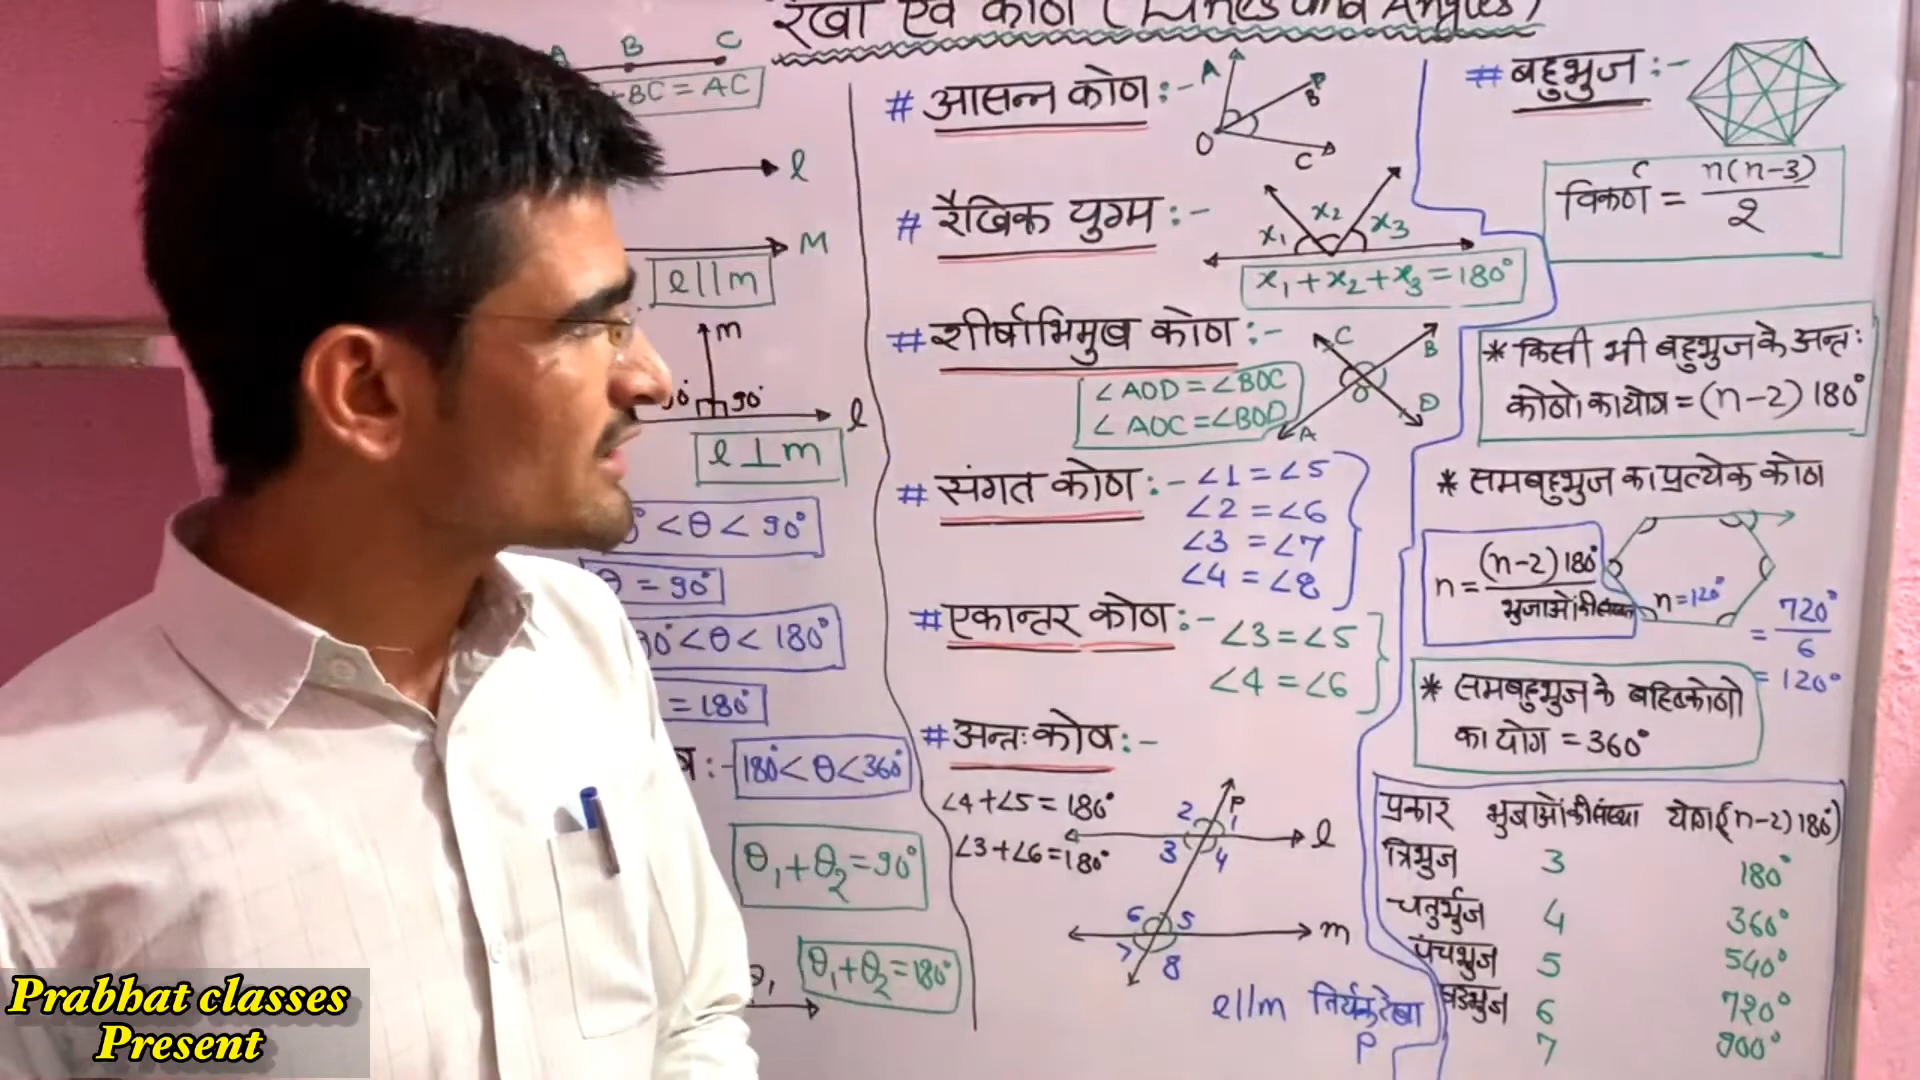 रेखा एवं कोण (Lines and Angles)
A B C
+BC = AC
l
M
l||m
m
90°
l
l⊥m
<θ< 90°
θ = 90°
90°<θ<180°
= 180°
:- 180°<θ<360°
θ₁+θ₂=90°
θ₁+θ₂=180°
# आसन्न कोण :-
A B O C
# रैखिक युग्म :-
x₁ x₂ x₃
x₁+x₂+x₃=180°
# शीर्षाभिमुख कोण :-
C B O A D
∠AOD = ∠BOC
∠AOC = ∠BOD
# संगत कोण :- ∠1 = ∠5
∠2 = ∠6
∠3 = ∠7
∠4 = ∠8
# एकान्तर कोण :- ∠3 = ∠5
∠4 = ∠6
# अन्तः कोण :-
∠4+∠5 = 180°
∠3+∠6=180°
P
2 1 l
3 4
6 5 m
7 8
l||m तिर्यक रेखा
P
# बहुभुज :-
विकर्ण = n(n-3)/2
* किसी भी बहुभुज के अन्तः
कोणो का योग = (n-2) 180°
* समबहुभुज का प्रत्येक कोण
n = (n-2) 180° / भुजाओ की संख्या
n=120°
= 720°/6
= 120°
* समबहुभुज के बहिष्कोणो
का योग = 360°
प्रकार भुजाओ की संख्या योग (n-2) 180°
त्रिभुज 3 180°
चतुर्भुज 4 360°
पंचभुज 5 540°
षडभुज 6 720°
7 900°
Prabhat classes
Present